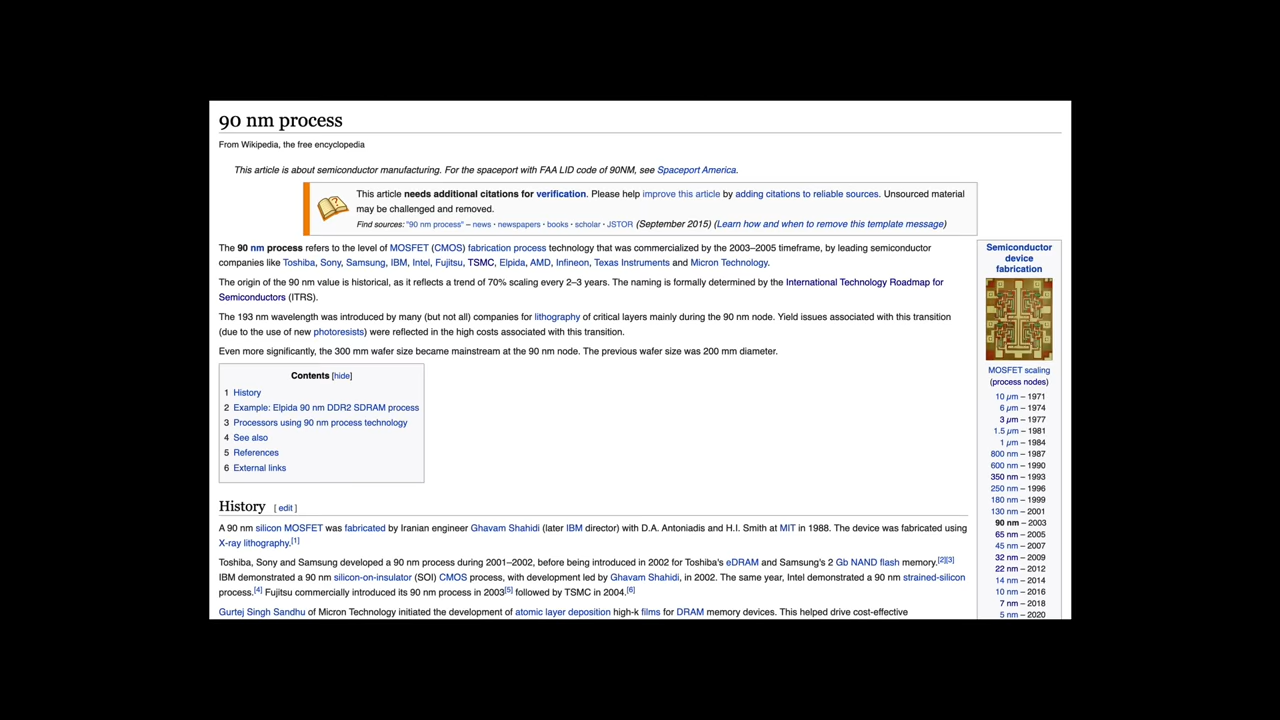 90 nm process
From Wikipedia, the free encyclopedia
This article is about semiconductor manufacturing. For the spaceport with FAA LID code of 90NM, see Spaceport America.
This article needs additional citations for verification. Please help improve this article by adding citations to reliable sources. Unsourced material
may be challenged and removed.
Find sources: "90 nm process" – news · newspapers · books · scholar · JSTOR (September 2015) (Learn how and when to remove this template message)
The 90 nm process refers to the level of MOSFET (CMOS) fabrication process technology that was commercialized by the 2003–2005 timeframe, by leading semiconductor
companies like Toshiba, Sony, Samsung, IBM, Intel, Fujitsu, TSMC, Elpida, AMD, Infineon, Texas Instruments and Micron Technology.
The origin of the 90 nm value is historical, as it reflects a trend of 70% scaling every 2–3 years. The naming is formally determined by the International Technology Roadmap for
Semiconductors (ITRS).
The 193 nm wavelength was introduced by many (but not all) companies for lithography of critical layers mainly during the 90 nm node. Yield issues associated with this transition
(due to the use of new photoresists) were reflected in the high costs associated with this transition.
Even more significantly, the 300 mm wafer size became mainstream at the 90 nm node. The previous wafer size was 200 mm diameter.
Contents [hide]
1 History
2 Example: Elpida 90 nm DDR2 SDRAM process
3 Processors using 90 nm process technology
4 See also
5 References
6 External links
History [ edit ]
A 90 nm silicon MOSFET was fabricated by Iranian engineer Ghavam Shahidi (later IBM director) with D.A. Antoniadis and H.I. Smith at MIT in 1988. The device was fabricated using
X-ray lithography.[1]
Toshiba, Sony and Samsung developed a 90 nm process during 2001–2002, before being introduced in 2002 for Toshiba's eDRAM and Samsung's 2 Gb NAND flash memory.[2][3]
IBM demonstrated a 90 nm silicon-on-insulator (SOI) CMOS process, with development led by Ghavam Shahidi, in 2002. The same year, Intel demonstrated a 90 nm strained-silicon
process.[4] Fujitsu commercially introduced its 90 nm process in 2003[5] followed by TSMC in 2004.[6]
Gurtej Singh Sandhu of Micron Technology initiated the development of atomic layer deposition high-k films for DRAM memory devices. This helped drive cost-effective
Semiconductor
device
fabrication
MOSFET scaling
(process nodes)
10 μm – 1971
6 μm – 1974
3 μm – 1977
1.5 μm – 1981
1 μm – 1984
800 nm – 1987
600 nm – 1990
350 nm – 1993
250 nm – 1996
180 nm – 1999
130 nm – 2001
90 nm – 2003
65 nm – 2005
45 nm – 2007
32 nm – 2009
22 nm – 2012
14 nm – 2014
10 nm – 2016
7 nm – 2018
5 nm – 2020